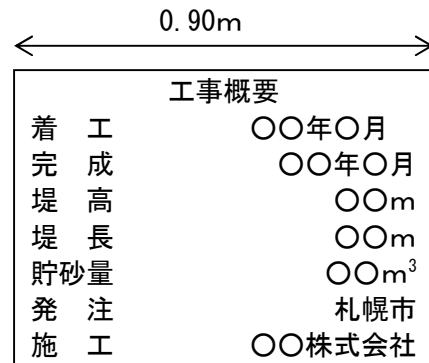 0.90m
工事概要
着　工　〇〇年〇月
完　成　〇〇年〇月
堤　高　〇〇m
堤　長　〇〇m
貯砂量　〇〇m³
発　注　札幌市
施　工　〇〇株式会社